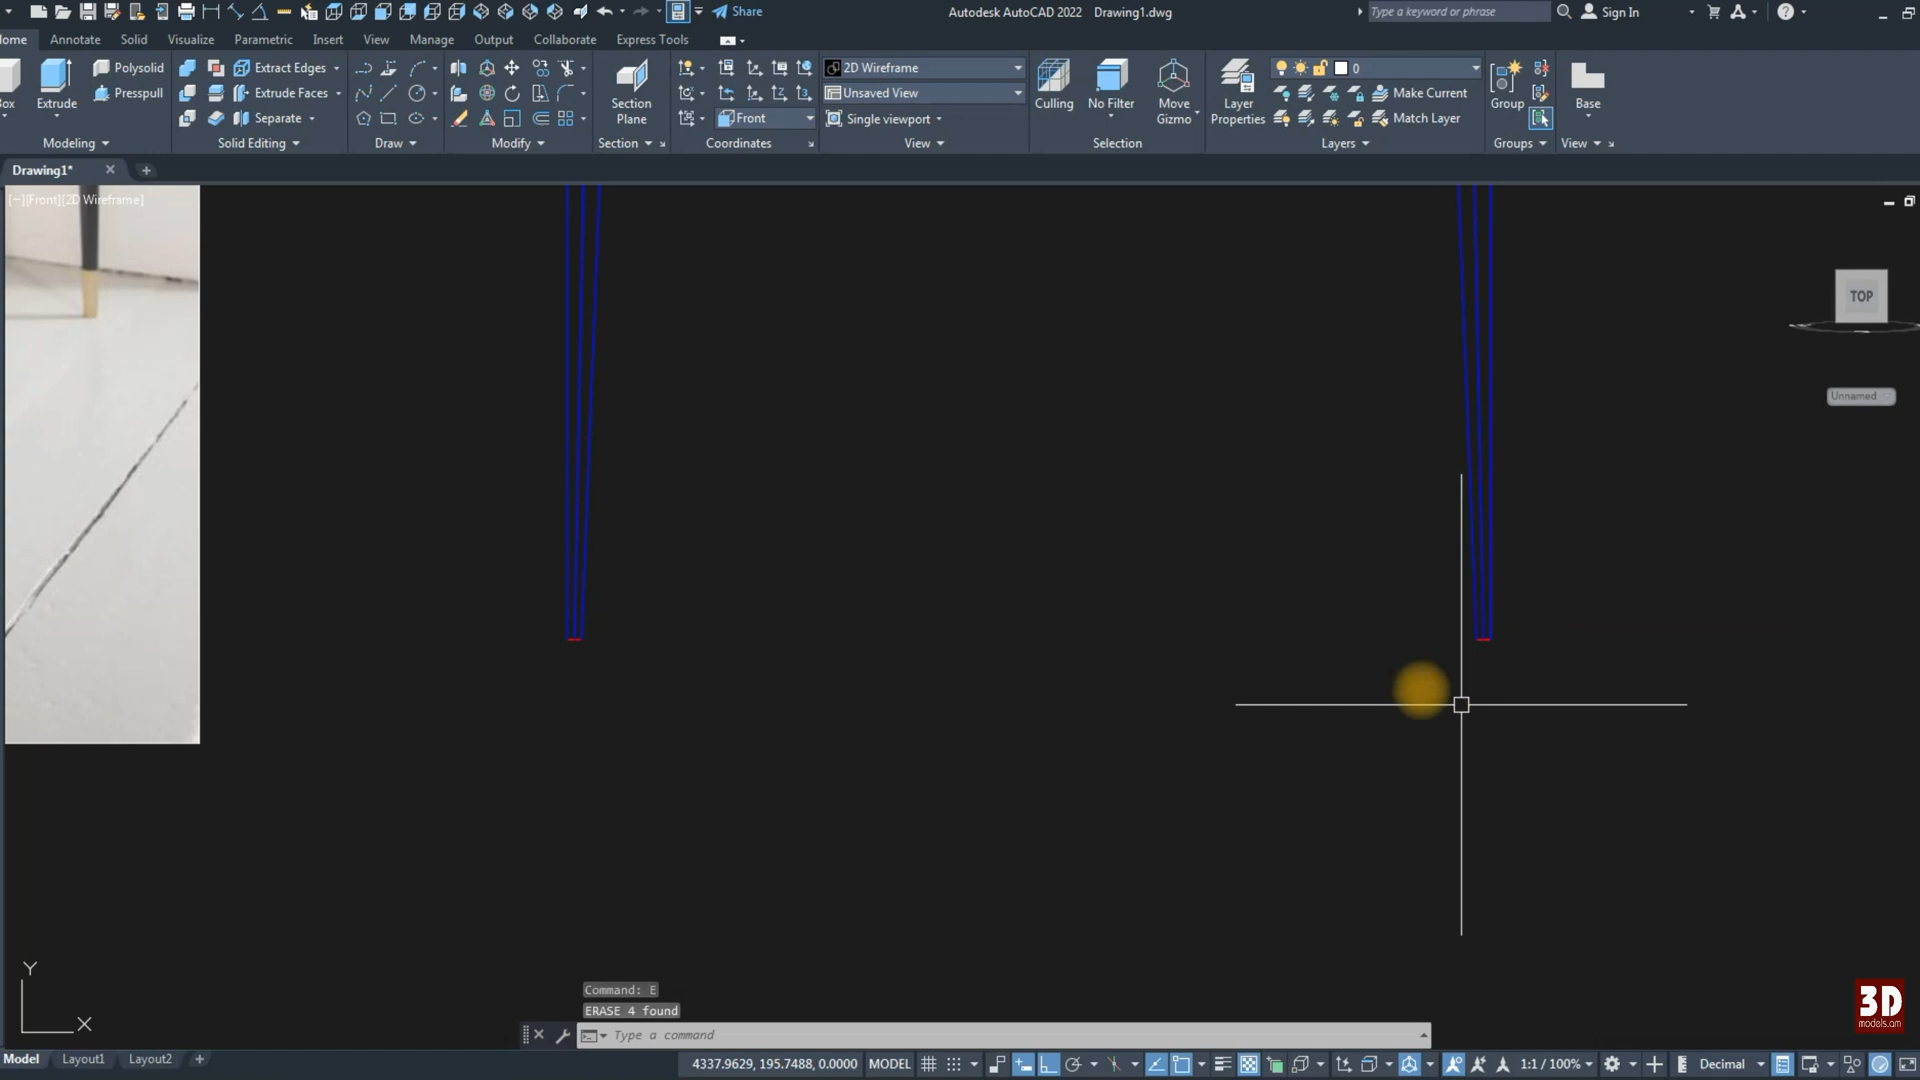 Share
Autodesk AutoCAD 2022 Drawing1.dwg
Type a keyword or phrase
Sign In
Home Annotate Solid Visualize Parametric Insert View Manage Output Collaborate Express Tools
Box
Extrude
Polysolid
Presspull
Modeling
Extract Edges
Extrude Faces
Separate
Solid Editing
Draw
Modify
Section Plane
Section
Front
Coordinates
2D Wireframe
Unsaved View
Single viewport
View
Culling
No Filter
Move Gizmo
Selection
Layer Properties
0
Make Current
Match Layer
Layers
Group
Groups
Base
View
Drawing1*
[−][Front][2D Wireframe]
TOP
Unnamed
Y
X
Command: E
ERASE 4 found
Type a command
3D
models.am
Model Layout1 Layout2
4337.9629, 195.7488, 0.0000 MODEL
1:1 / 100%
Decimal